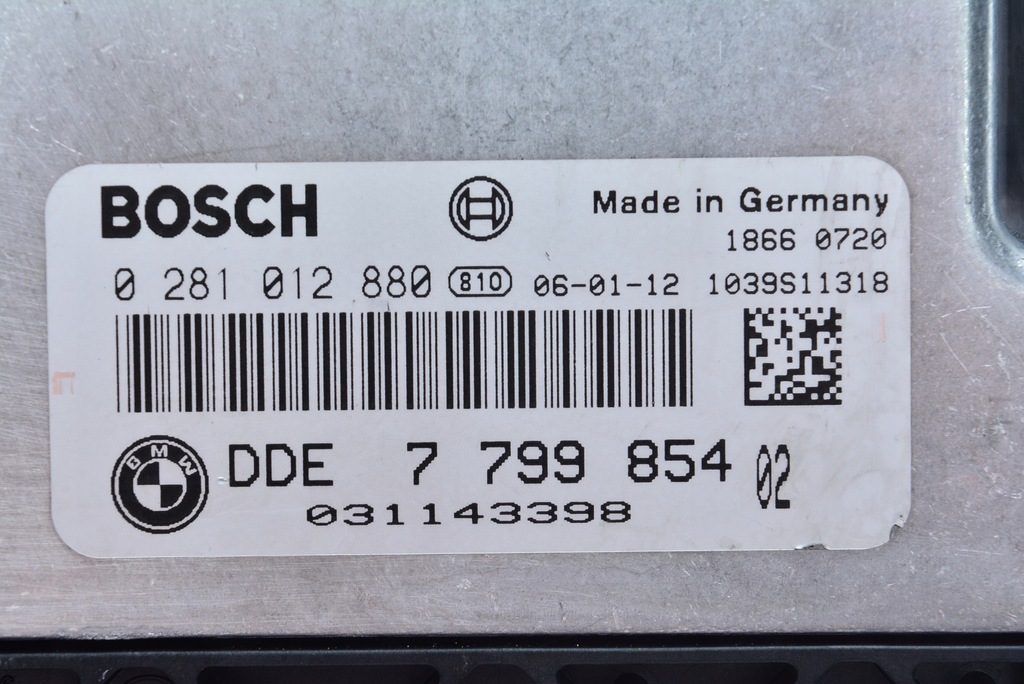 BOSCH
Made in Germany
1866 0720
0 281 012 880 810 06-01-12 1039S11318
BMW
DDE 7 799 854 02
031143398